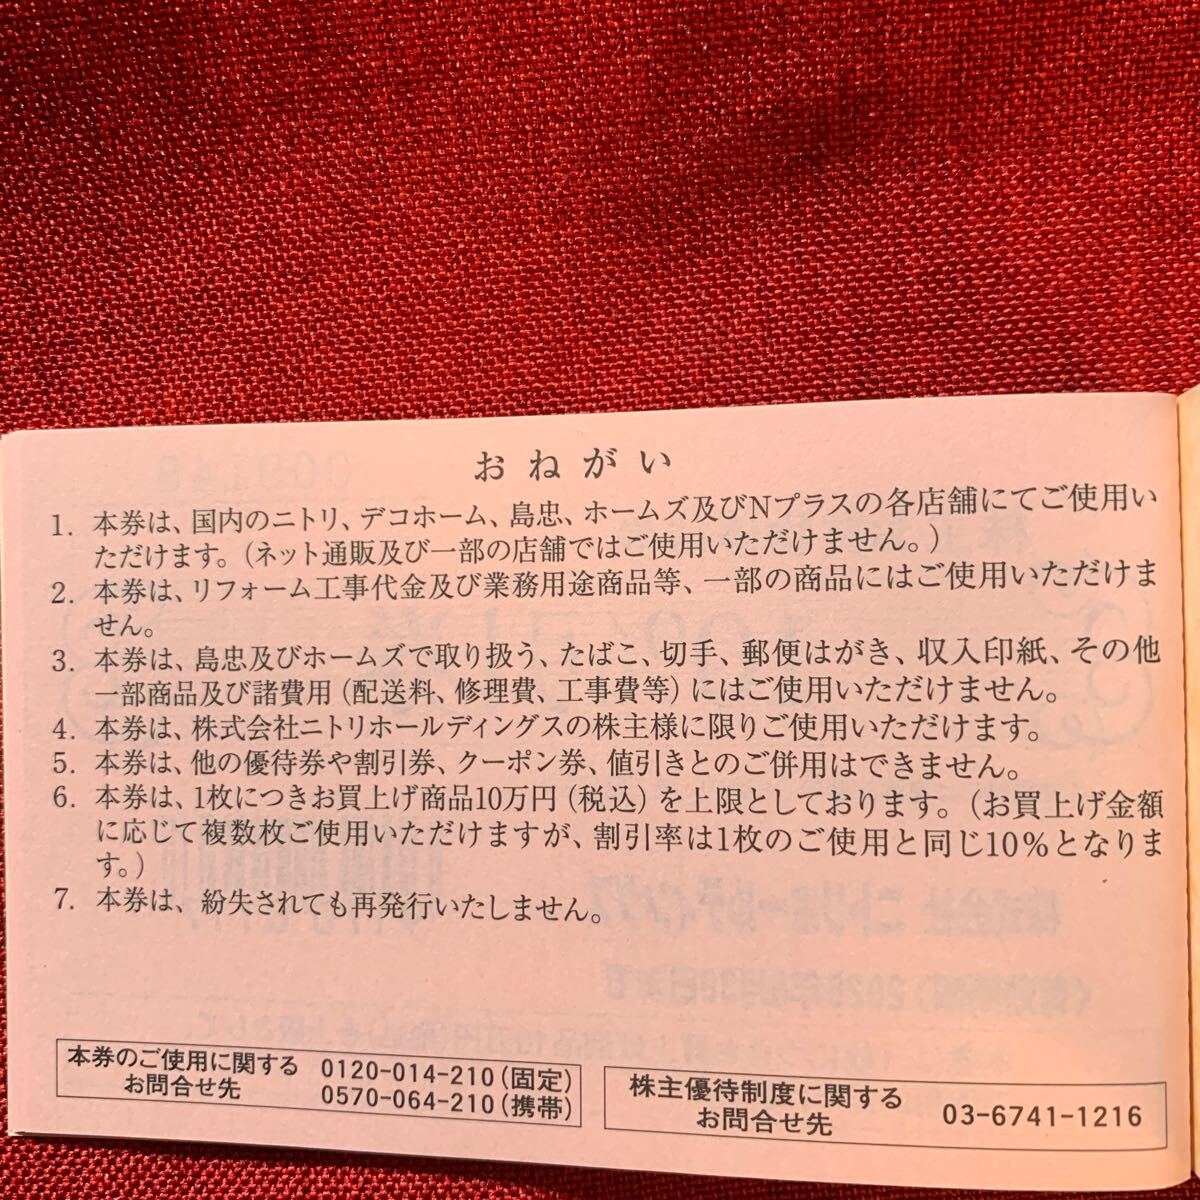 おねがい
1. 本券は、国内のニトリ、デコホーム、島忠、ホームズ及びNプラスの各店舗にてご使用い
ただけます。（ネット通販及び一部の店舗ではご使用いただけません。）
2. 本券は、リフォーム工事代金及び業務用途商品等、一部の商品にはご使用いただけま
せん。
3. 本券は、島忠及びホームズで取り扱う、たばこ、切手、郵便はがき、収入印紙、その他
一部商品及び諸費用（配送料、修理費、工事費等）にはご使用いただけません。
4. 本券は、株式会社ニトリホールディングスの株主様に限りご使用いただけます。
5. 本券は、他の優待券や割引券、クーポン券、値引きとのご併用はできません。
6. 本券は、1枚につきお買上げ商品10万円（税込）を上限としております。（お買上げ金額
に応じて複数枚ご使用いただけますが、割引率は1枚のご使用と同じ10％となりま
す。）
7. 本券は、紛失されても再発行いたしません。
本券のご使用に関する
お問合せ先
0120-014-210（固定）
0570-064-210（携帯）
株主優待制度に関する
お問合せ先
03-6741-1216